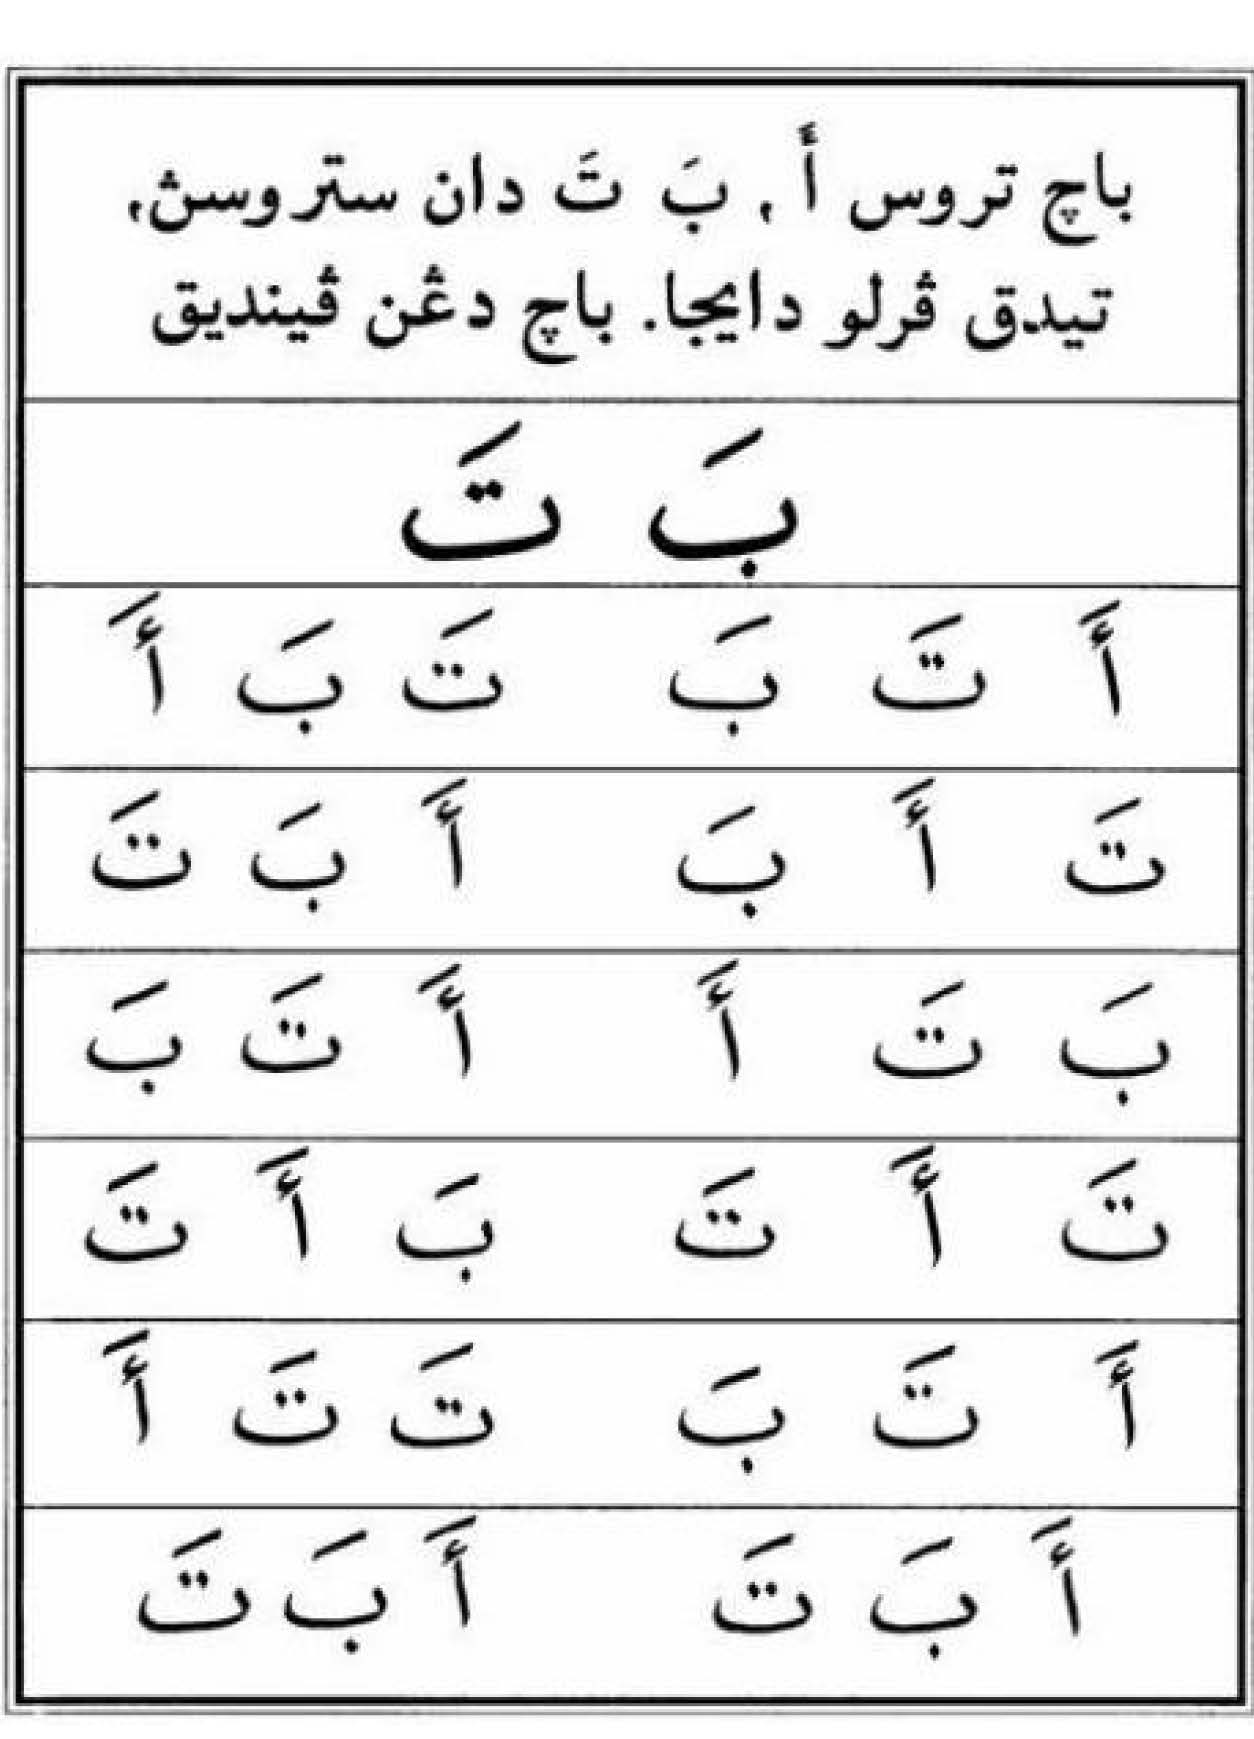 باچ تروس أَ ، بَ تَ دان ستروسڽ،
تيدق ڤرلو دايجا. باچ دڠن ڤينديق
بَ تَ
أَ تَ بَ تَ بَ أَ
تَ أَ بَ أَ بَ تَ
بَ تَ أَ أَ تَ بَ
تَ أَ تَ بَ أَ تَ
أَ تَ بَ تَ تَ أَ
أَ بَ تَ أَ بَ تَ